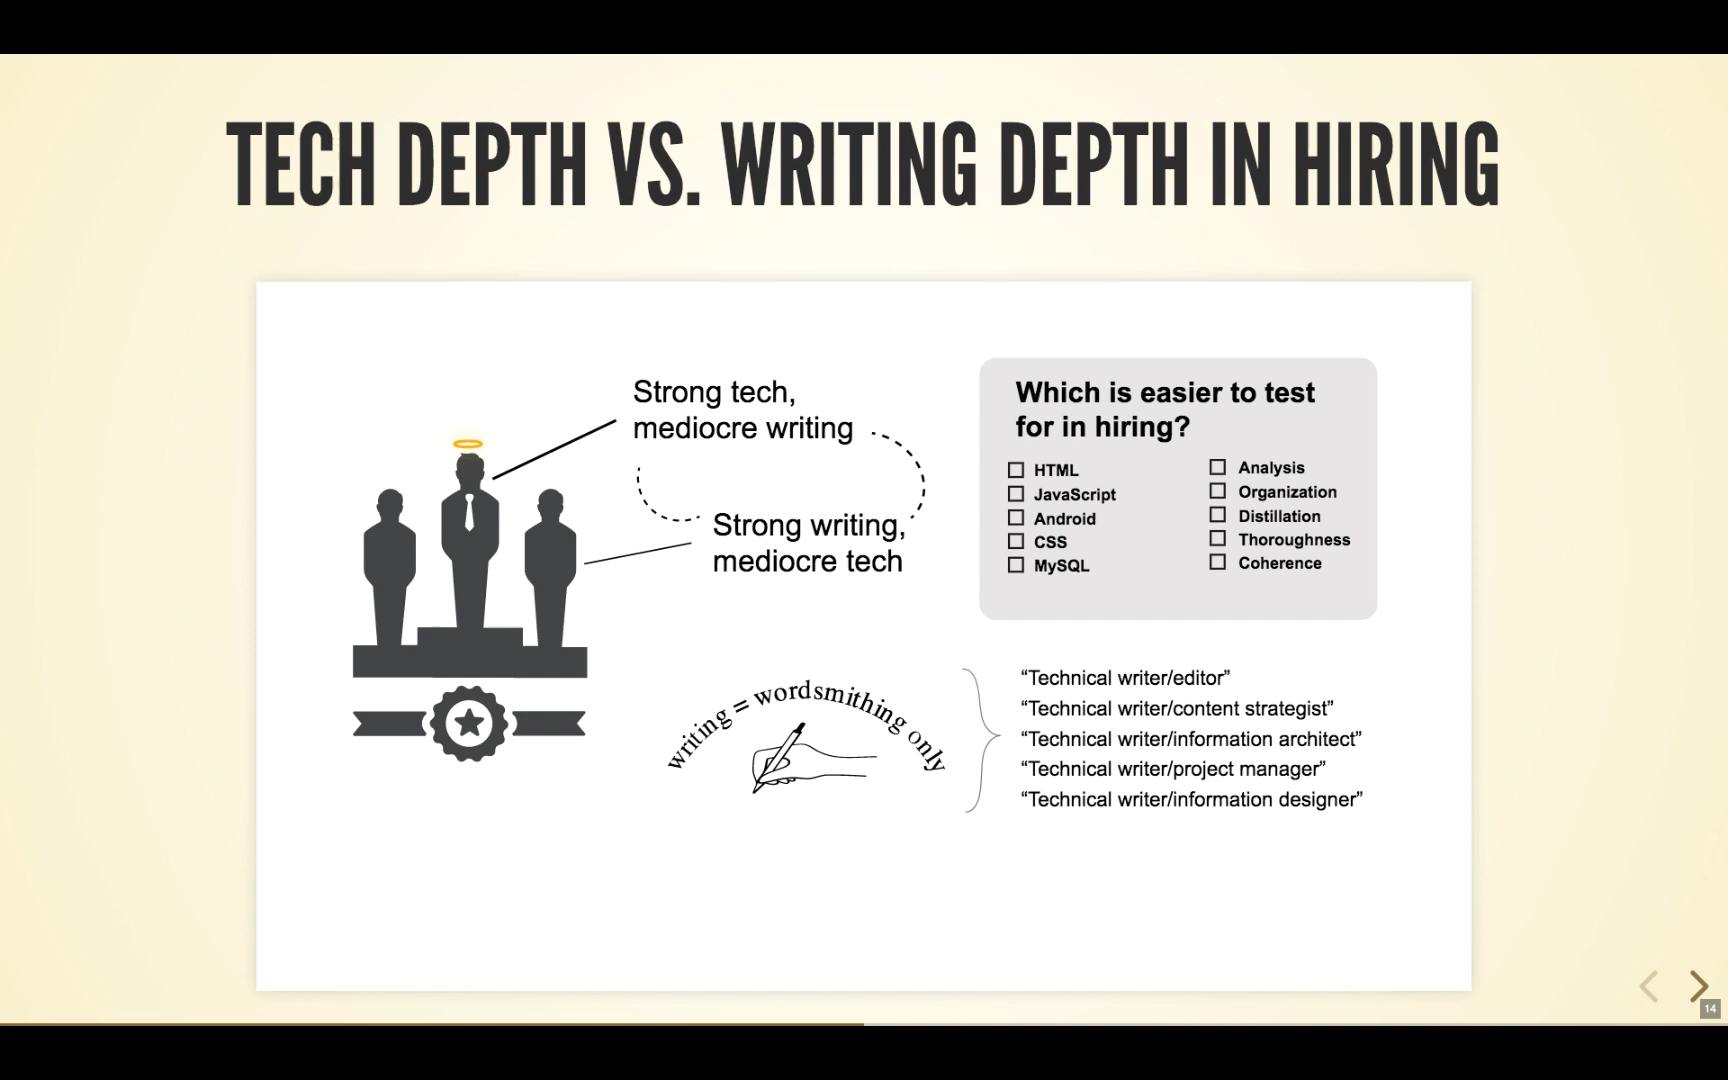 TECH DEPTH VS. WRITING DEPTH IN HIRING
Strong tech,
mediocre writing
Strong writing,
mediocre tech
Which is easier to test
for in hiring?
HTML
JavaScript
Android
CSS
MySQL
Analysis
Organization
Distillation
Thoroughness
Coherence
writing = wordsmithing only
“Technical writer/editor”
“Technical writer/content strategist”
“Technical writer/information architect”
“Technical writer/project manager”
“Technical writer/information designer”
14